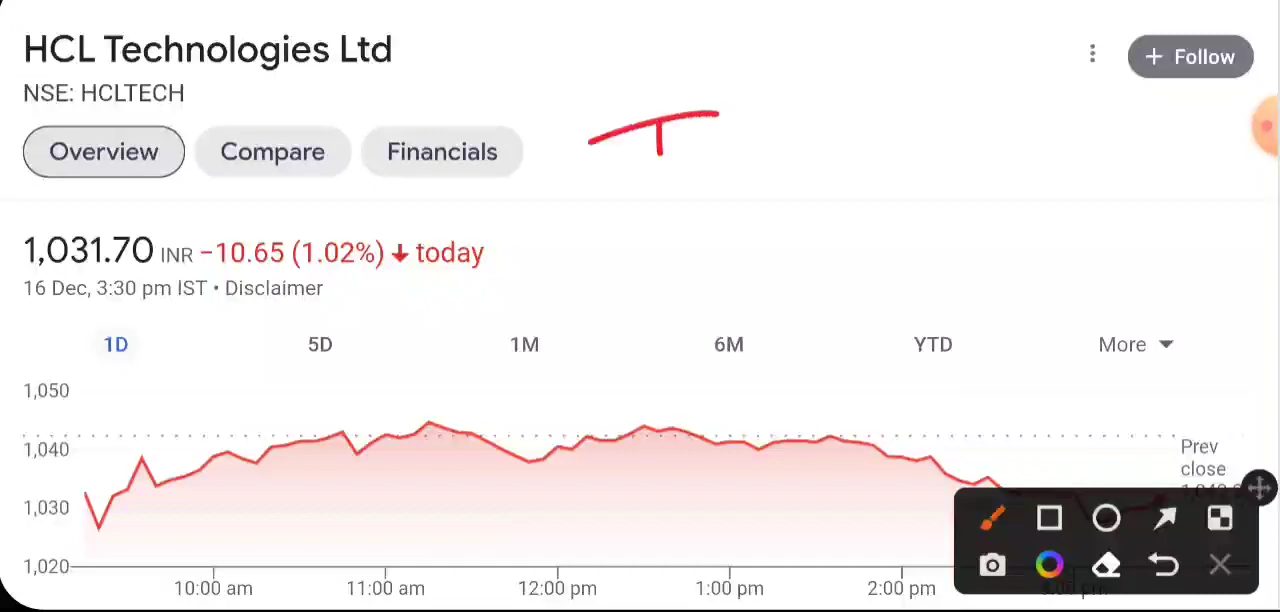 HCL Technologies Ltd
+ Follow
NSE: HCLTECH
Overview Compare Financials
T
1,031.70 INR −10.65 (1.02%) ↓ today
16 Dec, 3:30 pm IST • Disclaimer
1D 5D 1M 6M YTD More
1,050
1,040
1,030
1,020
Prev
close
10:00 am 11:00 am 12:00 pm 1:00 pm 2:00 pm